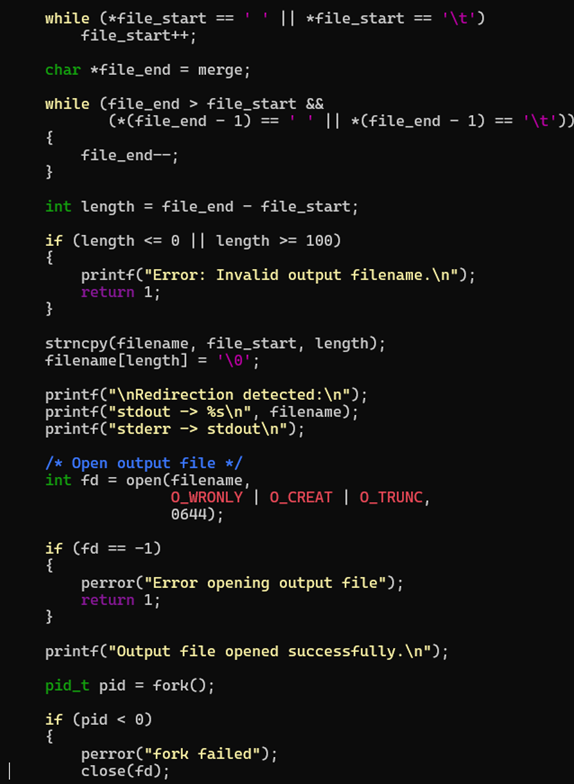 while (*file_start == ' ' || *file_start == '\t')
    file_start++;

char *file_end = merge;

while (file_end > file_start &&
       (*(file_end - 1) == ' ' || *(file_end - 1) == '\t'))
{
    file_end--;
}

int length = file_end - file_start;

if (length <= 0 || length >= 100)
{
    printf("Error: Invalid output filename.\n");
    return 1;
}

strncpy(filename, file_start, length);
filename[length] = '\0';

printf("\nRedirection detected:\n");
printf("stdout -> %s\n", filename);
printf("stderr -> stdout\n");

/* Open output file */
int fd = open(filename,
              O_WRONLY | O_CREAT | O_TRUNC,
              0644);

if (fd == -1)
{
    perror("Error opening output file");
    return 1;
}

printf("Output file opened successfully.\n");

pid_t pid = fork();

if (pid < 0)
{
    perror("fork failed");
    close(fd);